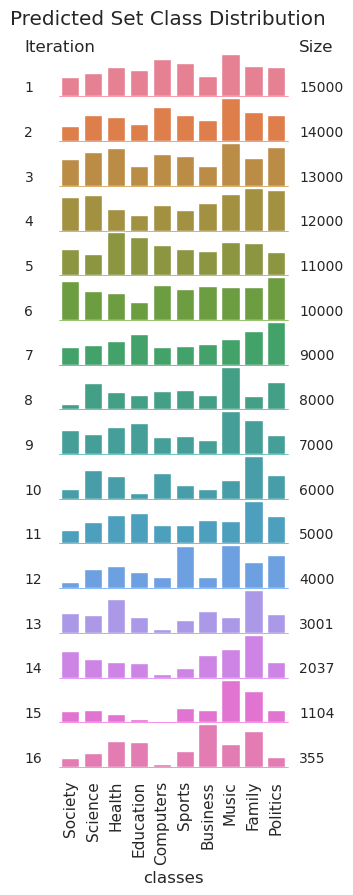 Predicted Set Class Distribution
Iteration Size
1 15000
2 14000
3 13000
4 12000
5 11000
6 10000
7 9000
8 8000
9 7000
10 6000
11 5000
12 4000
13 3001
14 2037
15 1104
16 355
Society
Science
Health
Education
Computers
Sports
Business
Music
Family
Politics
classes